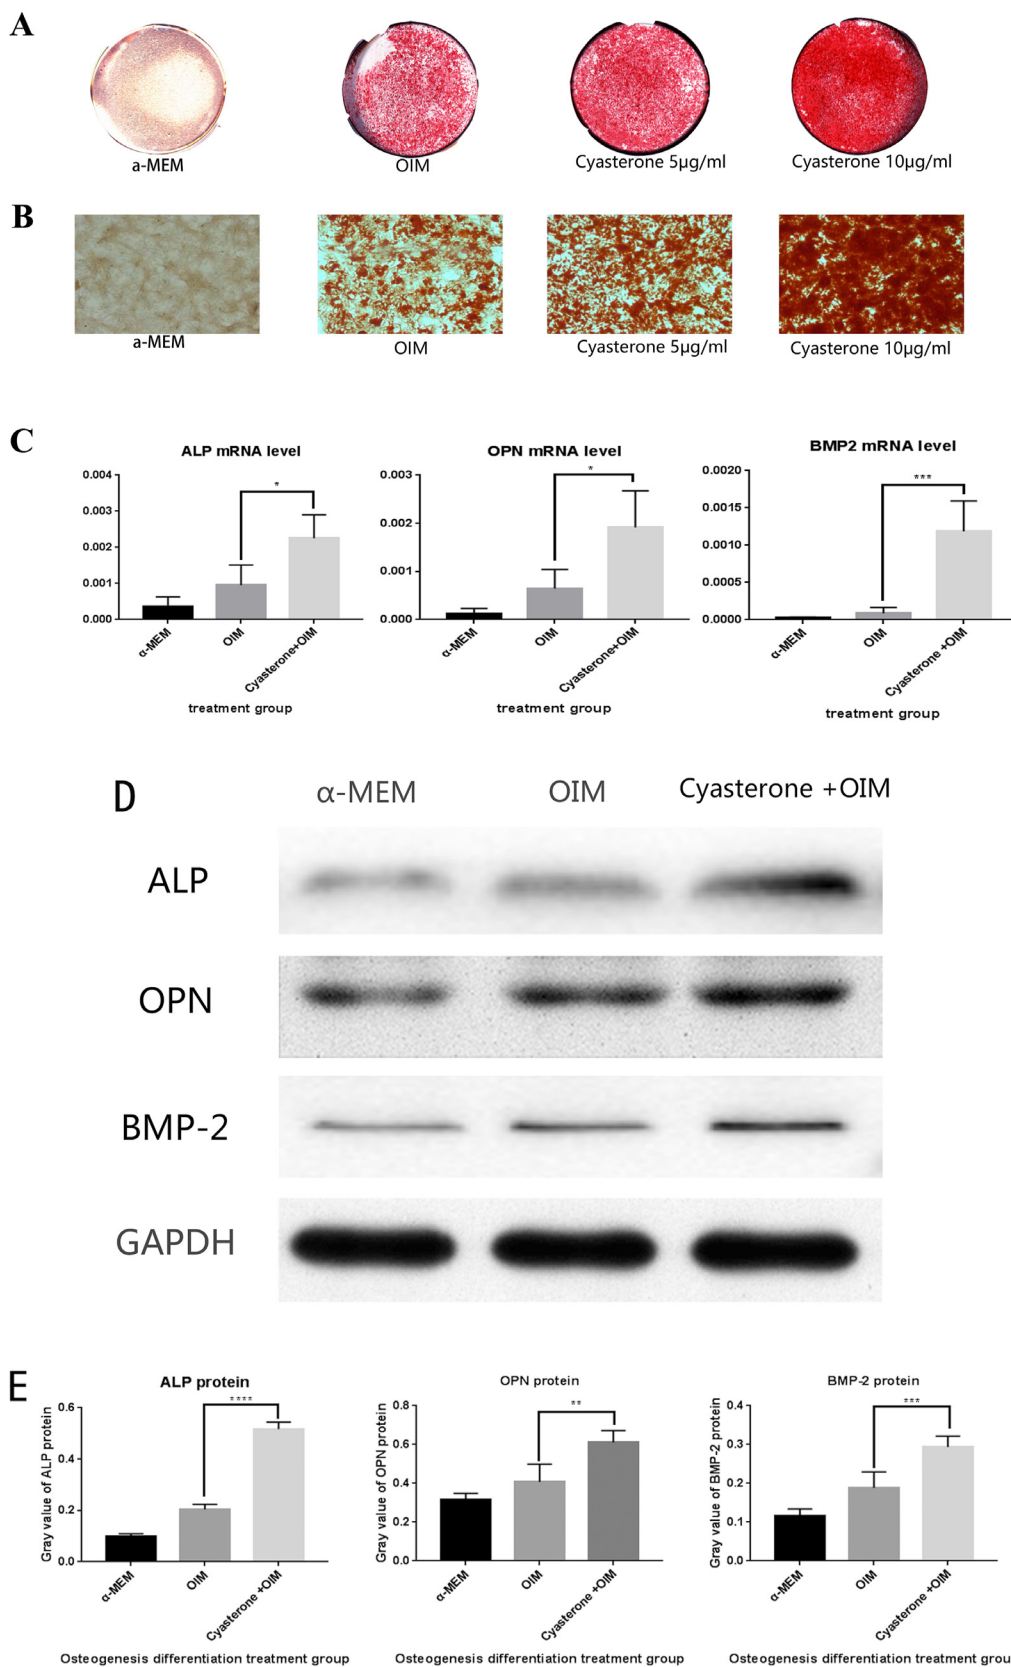 A
a-MEM
OIM
Cyasterone 5μg/ml
Cyasterone 10μg/ml
B
a-MEM
OIM
Cyasterone 5μg/ml
Cyasterone 10μg/ml
C
ALP mRNA level
0.004
0.003
0.002
0.001
0.000
*
α-MEM
OIM
Cyasterone+OIM
treatment group
OPN mRNA level
0.003
0.002
0.001
0.000
*
α-MEM
OIM
Cyasterone+OIM
treatment group
BMP2 mRNA level
0.0020
0.0015
0.0010
0.0005
0.0000
***
α-MEM
OIM
Cyasterone +OIM
treatment group
D
α-MEM
OIM
Cyasterone +OIM
ALP
OPN
BMP-2
GAPDH
E
ALP protein
Gray value of ALP protein
0.6
0.4
0.2
0.0
****
α-MEM
OIM
Cyasterone +OIM
Osteogenesis differentiation treatment group
OPN protein
Gray value of OPN protein
0.8
0.6
0.4
0.2
0.0
**
α-MEM
OIM
Cyasterone +OIM
Osteogenesis differentiation treatment group
BMP-2 protein
Gray value of BMP-2 protein
0.4
0.3
0.2
0.1
0.0
***
α-MEM
OIM
Cyasterone +OIM
Osteogenesis differentiation treatment grou